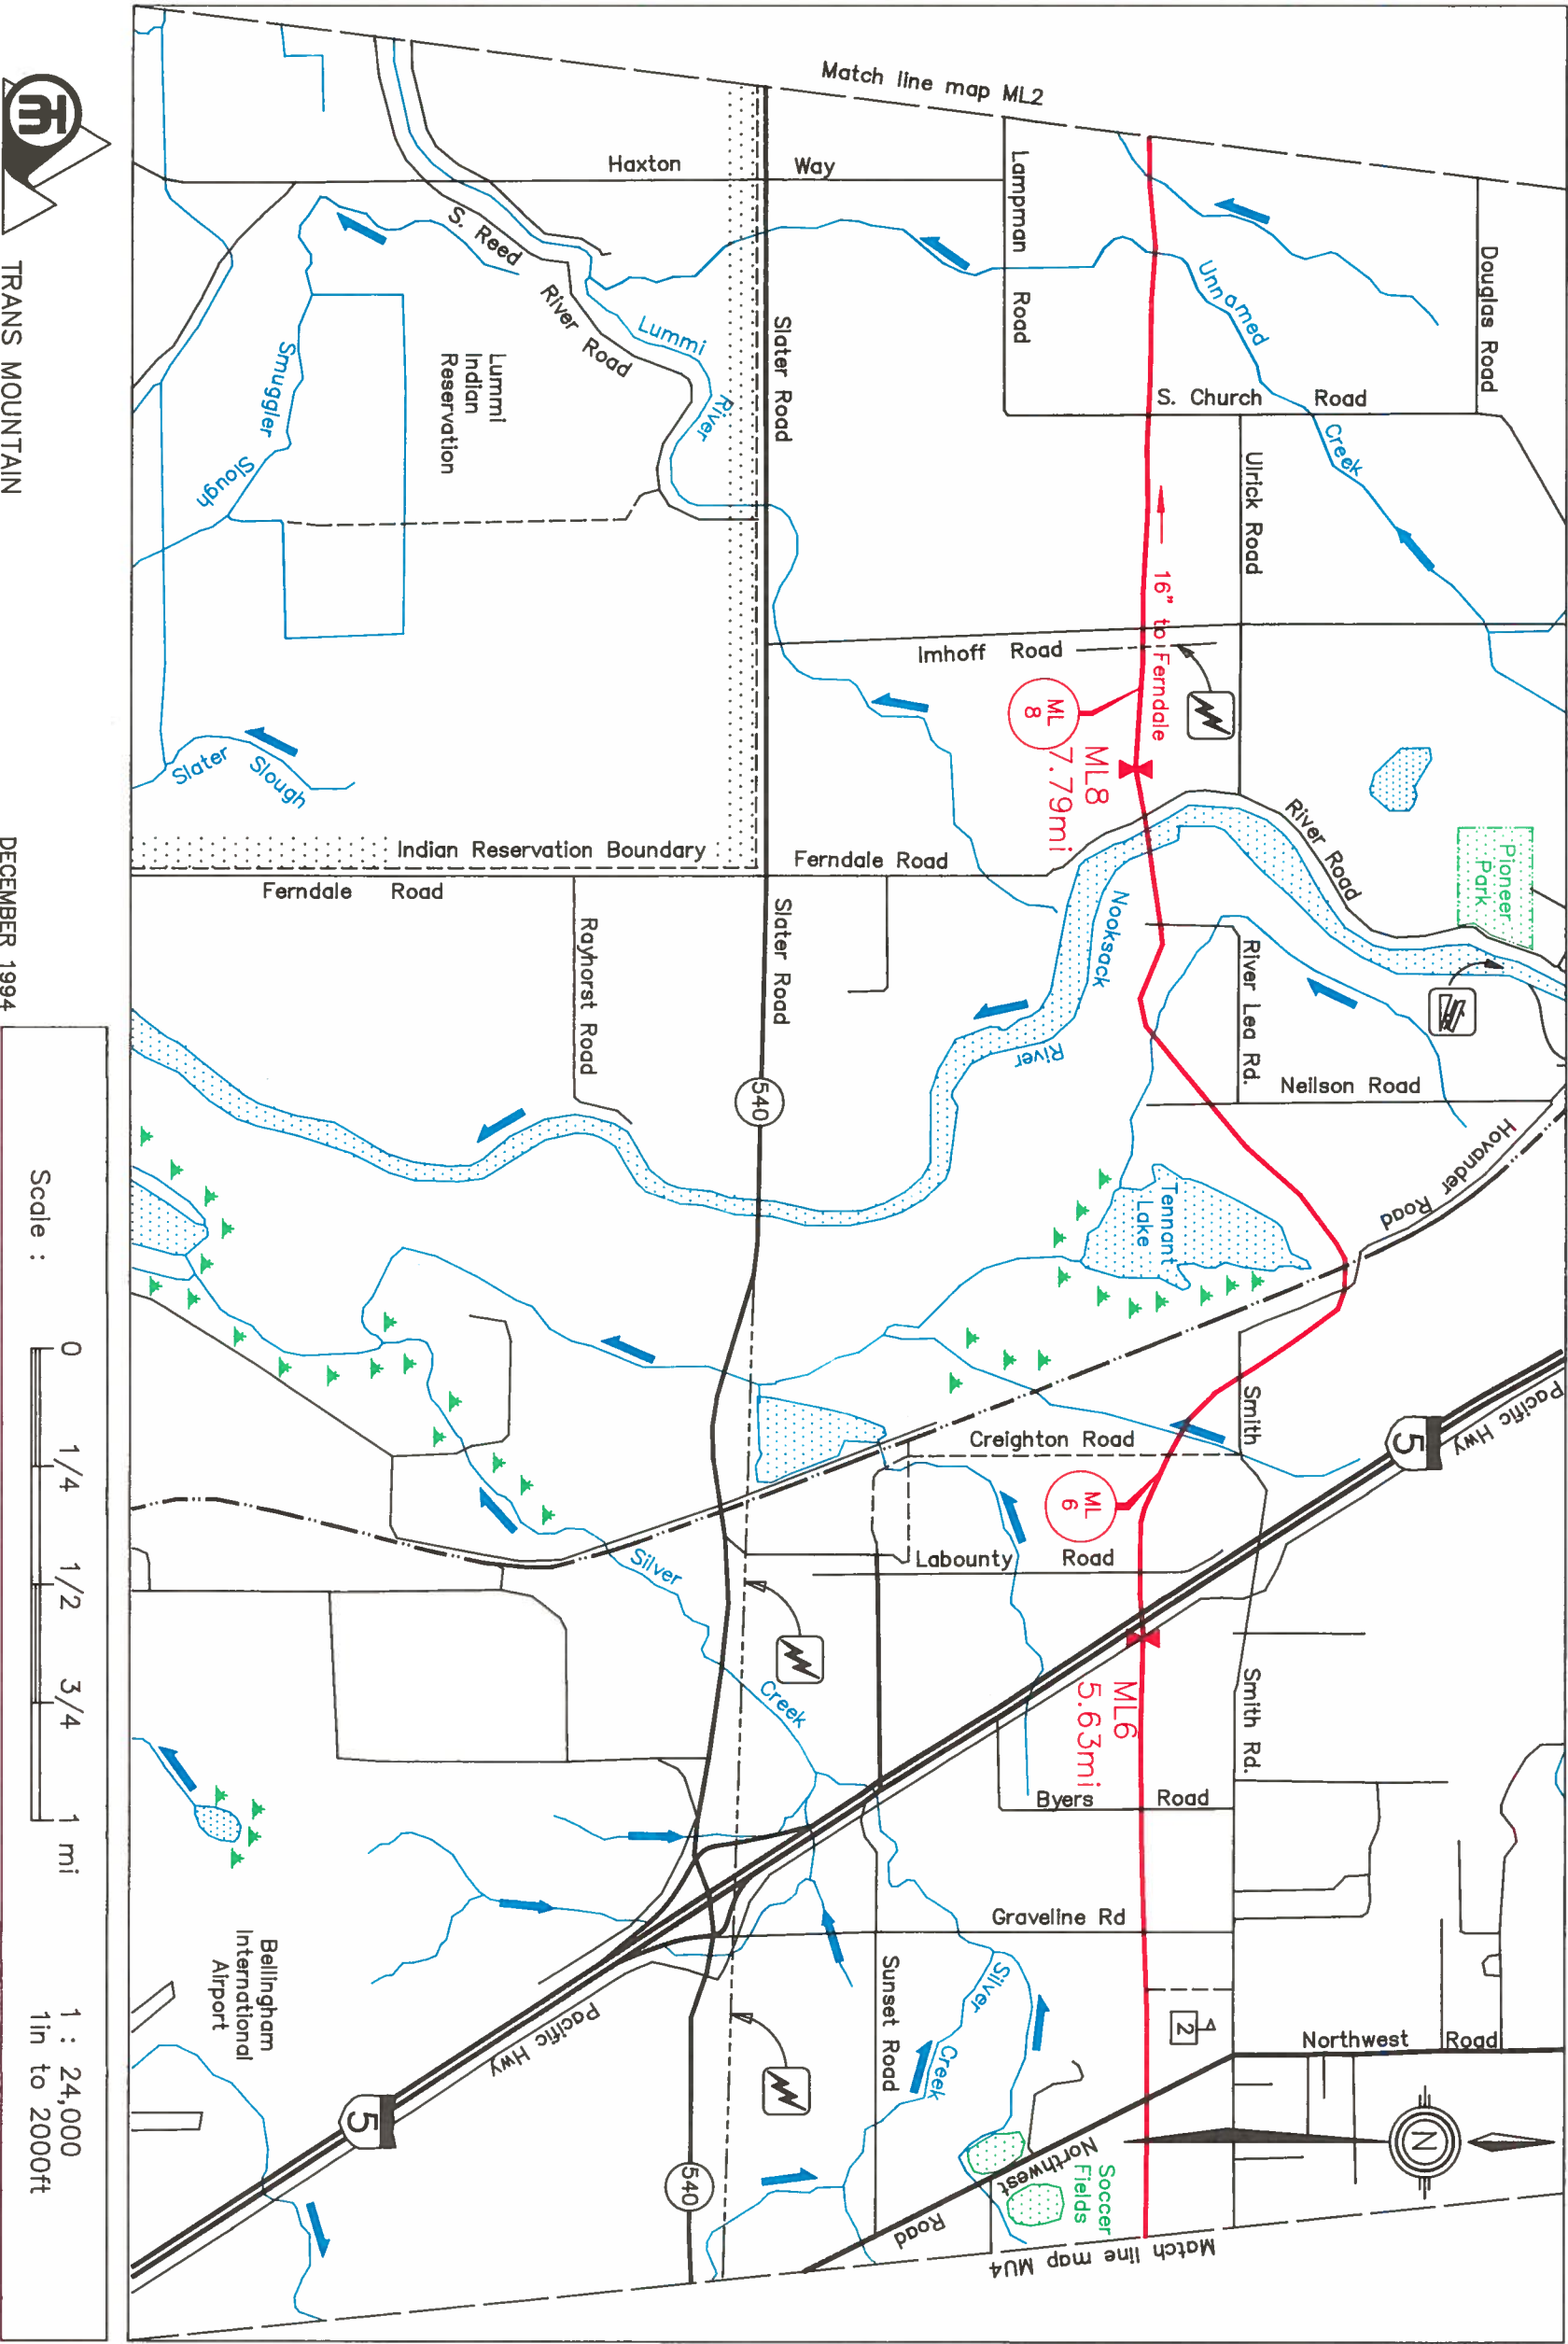 Match line map ML2
Douglas Road
Haxton Way
Lampman Road
Unnamed
Creek
S. Church Road
Ulrick Road
S. Reed
River Road
Lummi
River
Slater Road
Lummi
Indian
Reservation
Smuggler
Slough
16" to Ferndale
Imhoff Road
ML
8
ML8
7.79mi
River Road
Pioneer
Park
Slater
Slough
Indian Reservation Boundary
Ferndale Road
Ferndale Road
Rayhorst Road
Slater Road
Nooksack
River
River Lea Rd.
Neilson Road
540
Hovander
Road
Tennant
Lake
Smith
Creighton Road
Pacific Hwy
5
ML
6
Labounty Road
ML6
5.63mi
Smith Rd.
Silver
Creek
Byers Road
Graveline Rd
Sunset Road
Silver
Creek
2
Northwest Road
N
Northwest
Road
Soccer
Fields
Pacific Hwy
5
540
Bellingham
International
Airport
Match line map MU4
TRANS MOUNTAIN
DECEMBER 1994
Scale :
0 1/4 1/2 3/4 1 mi
1 : 24,000
1in to 2000ft